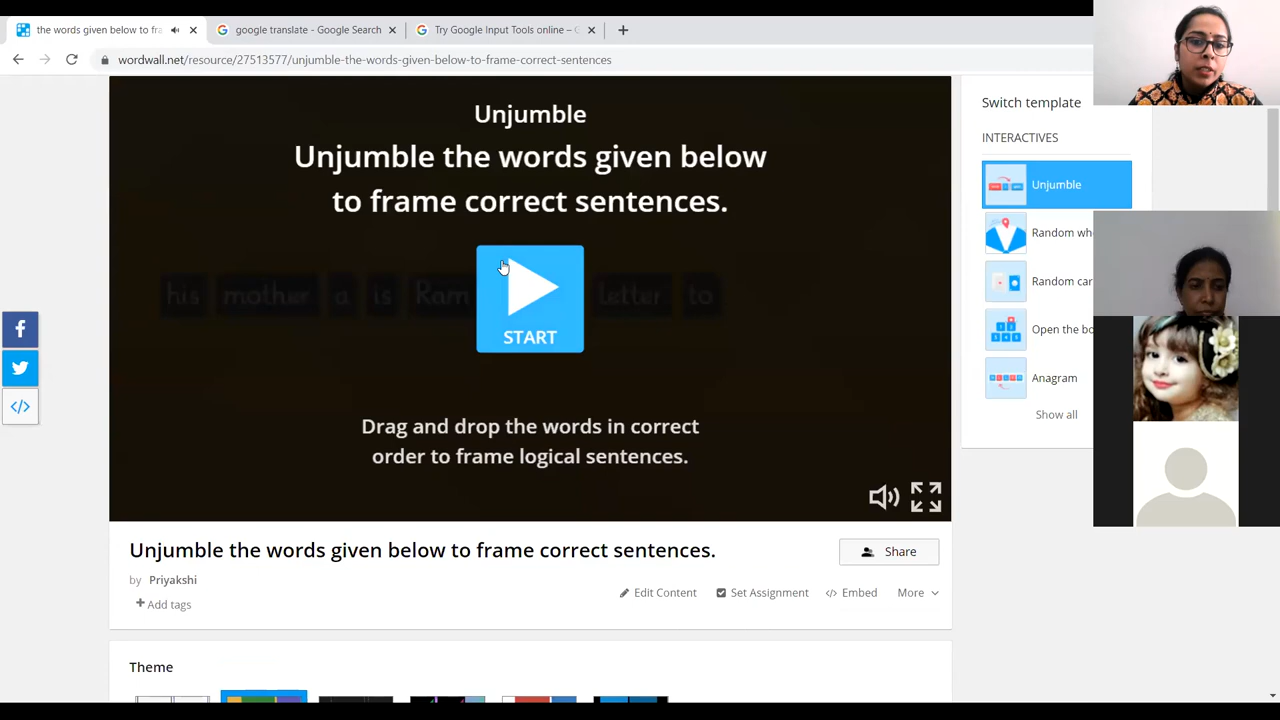 the words given below to fra
google translate - Google Search
Try Google Input Tools online – G
wordwall.net/resource/27513577/unjumble-the-words-given-below-to-frame-correct-sentences
Unjumble
Unjumble the words given below
to frame correct sentences.
his mother a is Ram letter to
START
Drag and drop the words in correct
order to frame logical sentences.
Switch template
INTERACTIVES
Unjumble
Random wh
Random car
Open the bo
Anagram
Show all
Unjumble the words given below to frame correct sentences.
Share
by Priyakshi
Add tags
Edit Content
Set Assignment
Embed
More
Theme